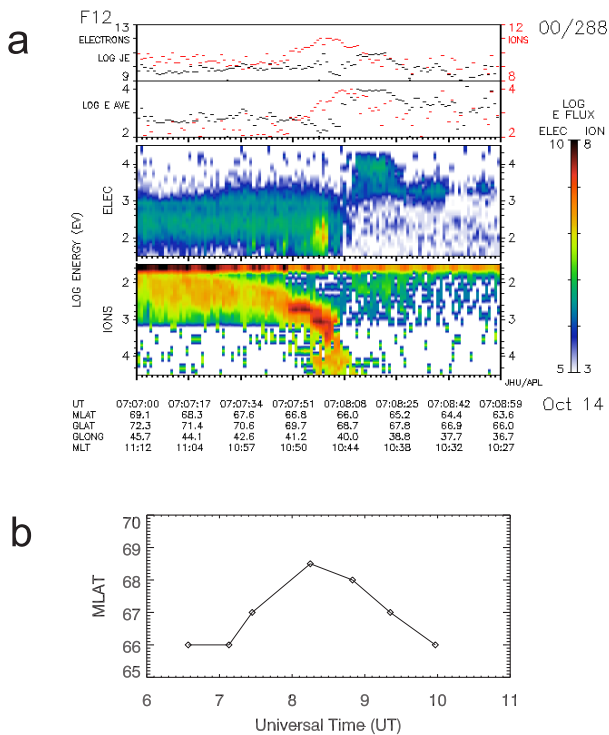 a
F12
00/288
13
12
ELECTRONS
IONS
LOG JE
9
8
4
4
LOG E AVE
2
2
LOG
E FLUX
ELEC ION
10 8
4
ELEC
3
2
LOG ENERGY (EV)
2
IONS
3
4
5 3
JHU/APL
UT 07:07:00 07:07:17 07:07:34 07:07:51 07:08:08 07:08:25 07:08:42 07:08:59
Oct 14
MLAT 69.1 68.3 67.6 66.8 66.0 65.2 64.4 63.6
GLAT 72.3 71.4 70.6 69.7 68.7 67.8 66.9 66.0
GLONG 45.7 44.1 42.6 41.2 40.0 38.8 37.7 36.7
MLT 11:12 11:04 10:57 10:50 10:44 10:38 10:32 10:27
b
70
69
68
67
66
65
MLAT
6 7 8 9 10 11
Universal Time (UT)